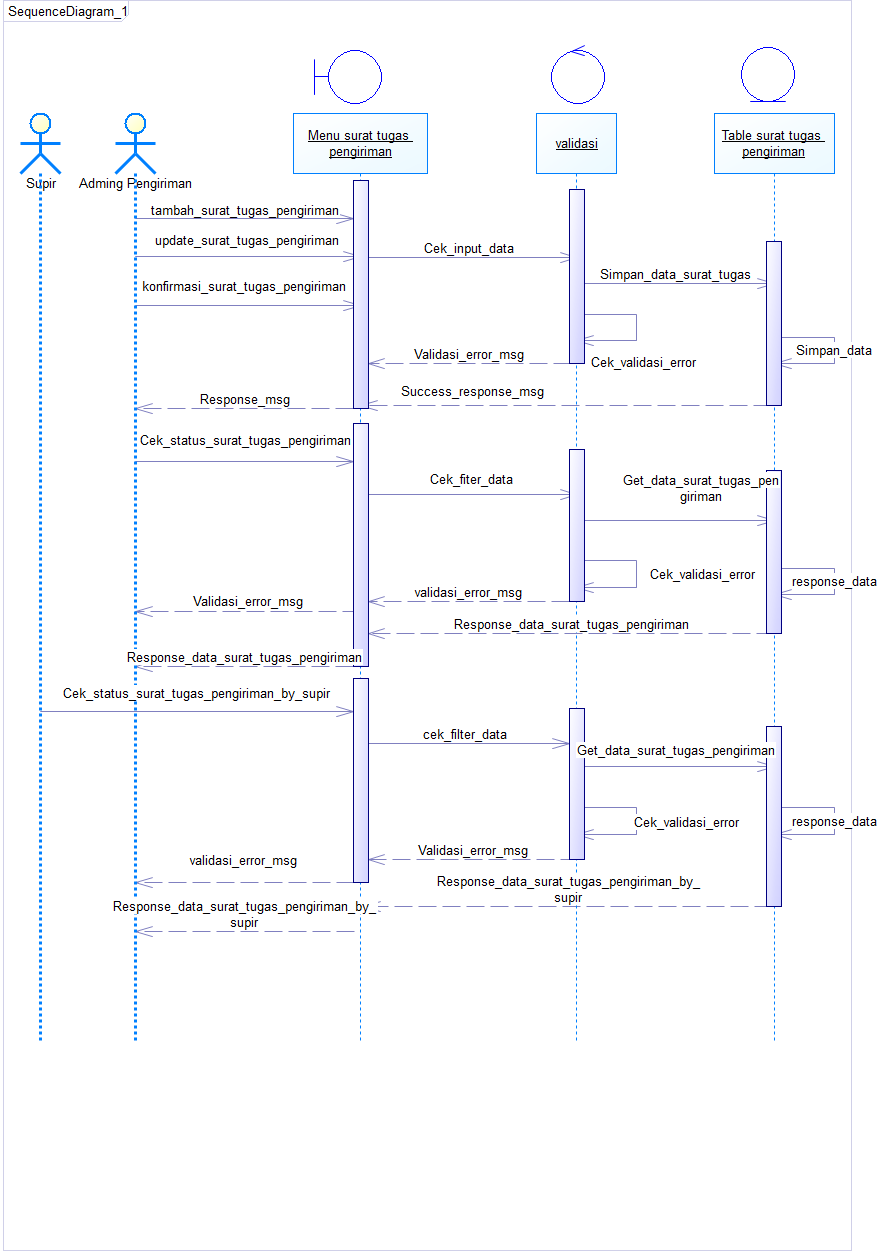 SequenceDiagram_1
Menu surat tugas
pengiriman
validasi
Table surat tugas
pengiriman
Supir
Adming Pengiriman
tambah_surat_tugas_pengiriman
update_surat_tugas_pengiriman
Cek_input_data
Simpan_data_surat_tugas
konfirmasi_surat_tugas_pengiriman
Simpan_data
Validasi_error_msg
Cek_validasi_error
Success_response_msg
Response_msg
Cek_status_surat_tugas_pengiriman
Cek_fiter_data
Get_data_surat_tugas_pen
giriman
Cek_validasi_error
response_data
validasi_error_msg
Validasi_error_msg
Response_data_surat_tugas_pengiriman
Response_data_surat_tugas_pengiriman
Cek_status_surat_tugas_pengiriman_by_supir
cek_filter_data
Get_data_surat_tugas_pengiriman
Cek_validasi_error
response_data
Validasi_error_msg
validasi_error_msg
Response_data_surat_tugas_pengiriman_by_
supir
Response_data_surat_tugas_pengiriman_by_
supir